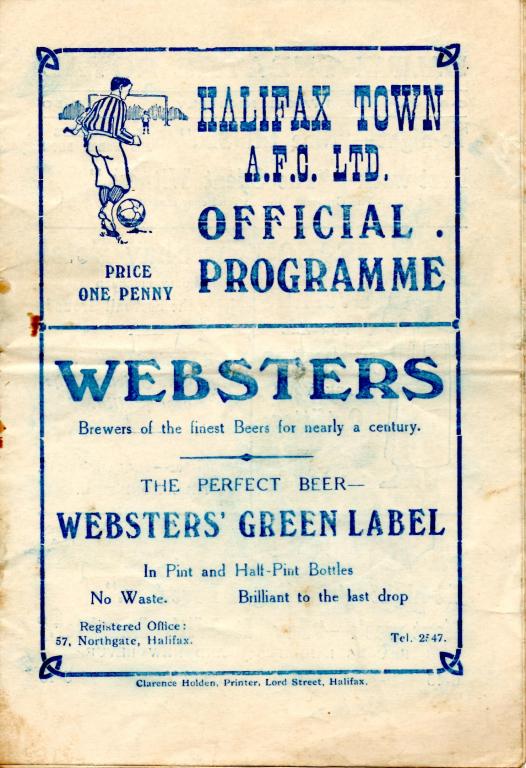 HALIFAX TOWN
A.F.C. LTD.
OFFICIAL .
PROGRAMME
PRICE
ONE PENNY
WEBSTERS
Brewers of the finest Beers for nearly a century.
THE PERFECT BEER—
WEBSTERS' GREEN LABEL
In Pint and Half-Pint Bottles
No Waste. Brilliant to the last drop
Registered Office:
57, Northgate, Halifax. Tel. 2547.
Clarence Holden, Printer, Lord Street, Halifax.